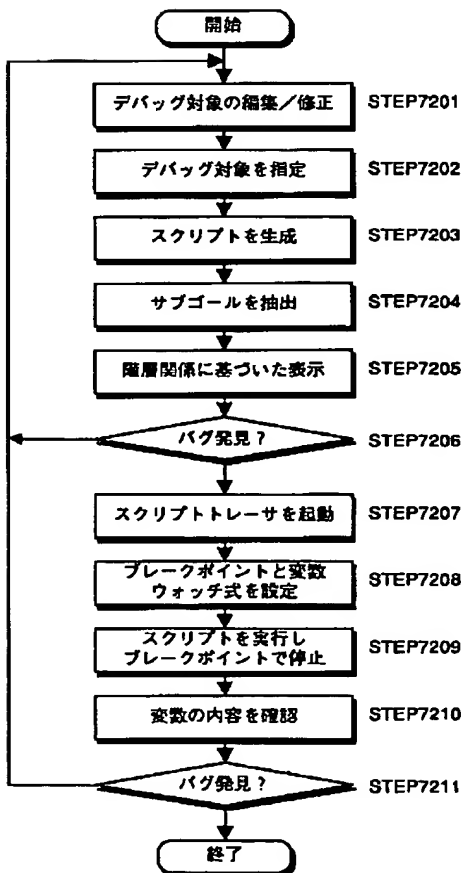 開始
デバッグ対象の編集／修正 STEP7201
デバッグ対象を指定 STEP7202
スクリプトを生成 STEP7203
サブゴールを抽出 STEP7204
階層関係に基づいた表示 STEP7205
バグ発見？ STEP7206
スクリプトトレーサを起動 STEP7207
ブレークポイントと変数
ウォッチ式を設定 STEP7208
スクリプトを実行し
ブレークポイントで停止 STEP7209
変数の内容を確認 STEP7210
バグ発見？ STEP7211
終了